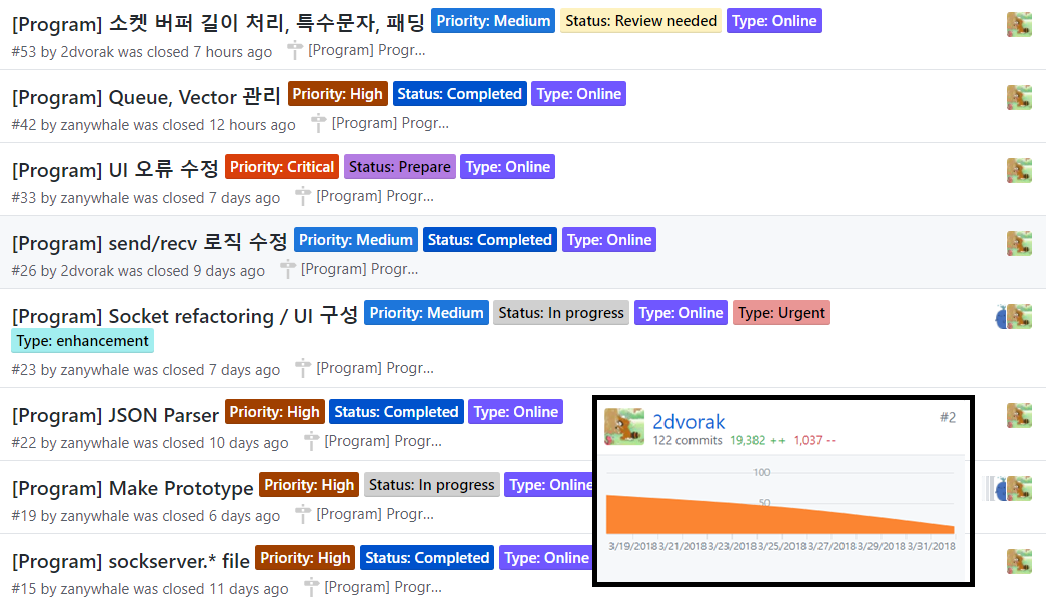 [Program] 소켓 버퍼 길이 처리, 특수문자, 패딩 Priority: Medium Status: Review needed Type: Online
#53 by 2dvorak was closed 7 hours ago [Program] Progr...
[Program] Queue, Vector 관리 Priority: High Status: Completed Type: Online
#42 by zanywhale was closed 12 hours ago [Program] Progr...
[Program] UI 오류 수정 Priority: Critical Status: Prepare Type: Online
#33 by zanywhale was closed 7 days ago [Program] Progr...
[Program] send/recv 로직 수정 Priority: Medium Status: Completed Type: Online
#26 by 2dvorak was closed 9 days ago [Program] Progr...
[Program] Socket refactoring / UI 구성 Priority: Medium Status: In progress Type: Online Type: Urgent
Type: enhancement
#23 by zanywhale was closed 7 days ago [Program] Progr...
[Program] JSON Parser Priority: High Status: Completed Type: Online
#22 by zanywhale was closed 10 days ago [Program] Progr...
[Program] Make Prototype Priority: High Status: In progress Type: Online
#19 by zanywhale was closed 6 days ago [Program] Progr...
[Program] sockserver.* file Priority: High Status: Completed Type: Online
#15 by zanywhale was closed 11 days ago [Program] Progr...
2dvorak #2
122 commits 19,382 ++ 1,037 --
100
50
3/19/2018 3/21/2018 3/23/2018 3/25/2018 3/27/2018 3/29/2018 3/31/2018